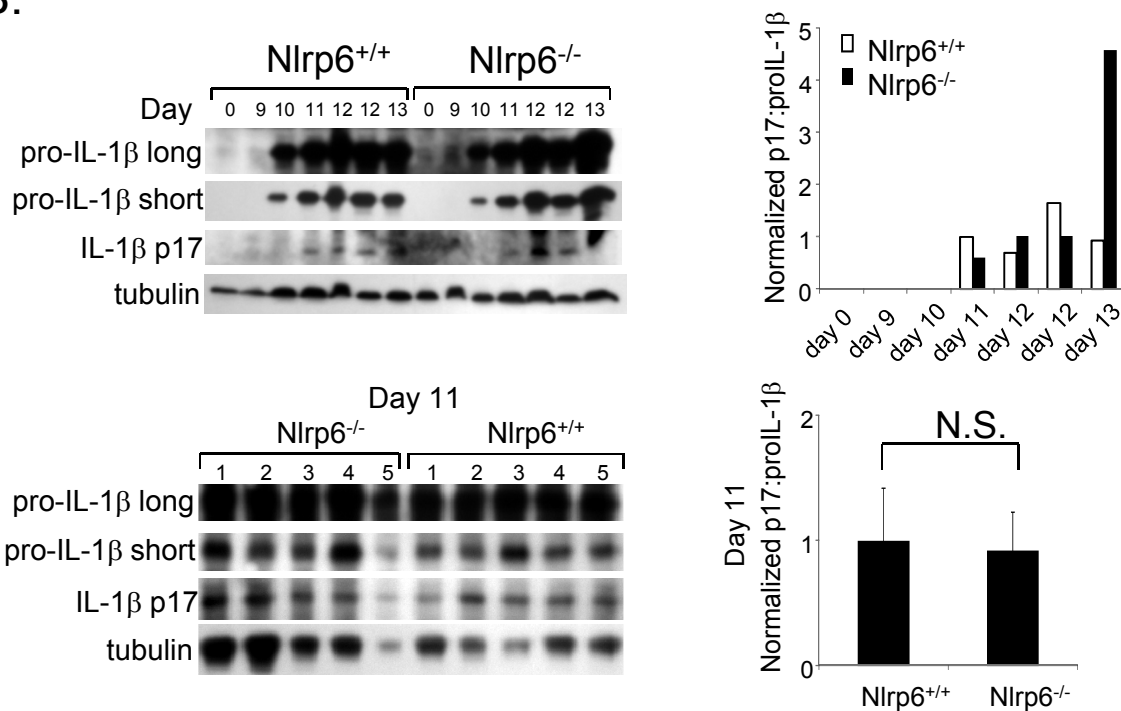 Nlrp6+/+ Nlrp6-/-
Day 0 9 10 11 12 12 13 0 9 10 11 12 12 13
pro-IL-1β long
pro-IL-1β short
IL-1β p17
tubulin
Normalized p17:proIL-1β
5
4
3
2
1
0
Nlrp6+/+
Nlrp6-/-
day 0 day 9 day 10 day 11 day 12 day 12 day 13
Day 11
Nlrp6-/- Nlrp6+/+
1 2 3 4 5 1 2 3 4 5
pro-IL-1β long
pro-IL-1β short
IL-1β p17
tubulin
Day 11
Normalized p17:proIL-1β
2
1
0
N.S.
Nlrp6+/+ Nlrp6-/-